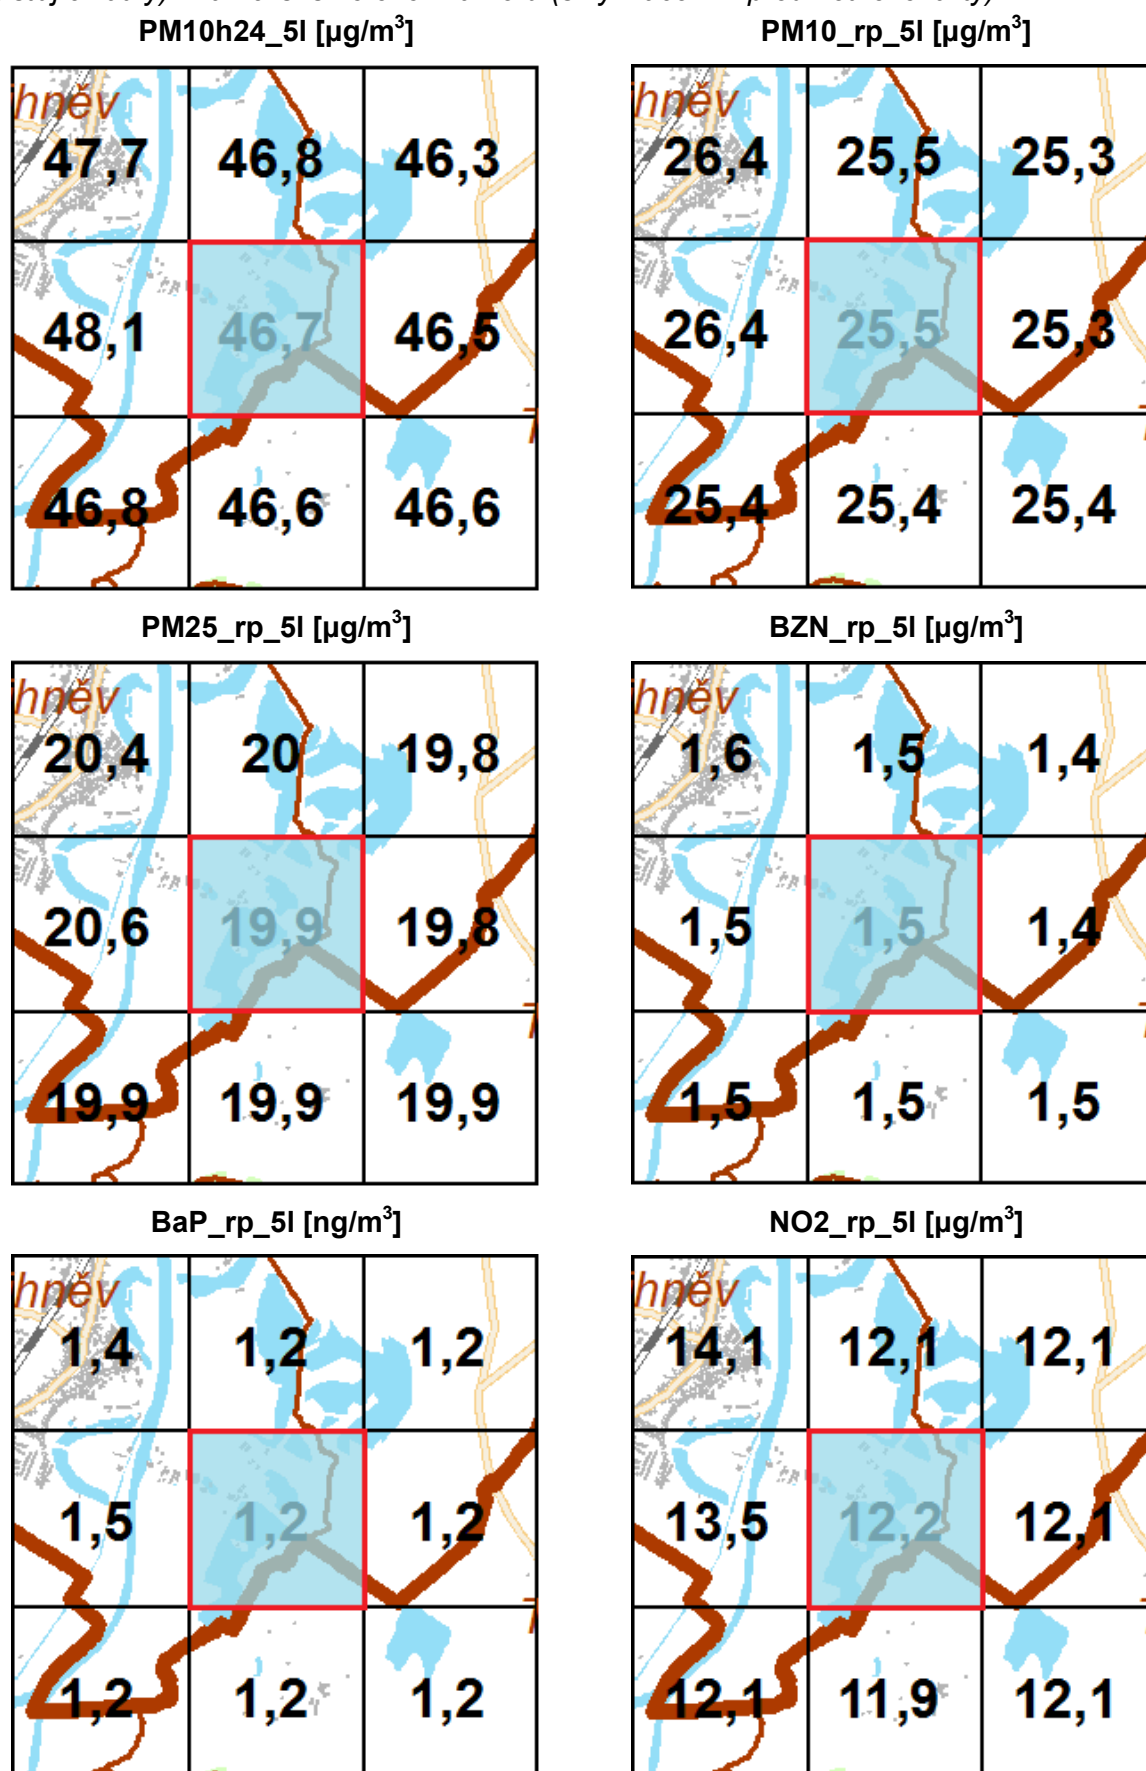 PM10h24_5l [µg/m³] PM10_rp_5l [µg/m³]
hněv hněv
47,7 46,8 46,3 26,4 25,5 25,3
48,1 46,7 46,5 26,4 25,5 25,3
46,8 46,6 46,6 25,4 25,4 25,4
PM25_rp_5l [µg/m³] BZN_rp_5l [µg/m³]
hněv hněv
20,4 20 19,8 1,6 1,5 1,4
20,6 19,9 19,8 1,5 1,5 1,4
19,9 19,9 19,9 1,5 1,5 1,5
BaP_rp_5l [ng/m³] NO2_rp_5l [µg/m³]
hněv hněv
1,4 1,2 1,2 14,1 12,1 12,1
1,5 1,2 1,2 13,5 12,2 12,1
1,2 1,2 1,2 12,1 11,9 12,1